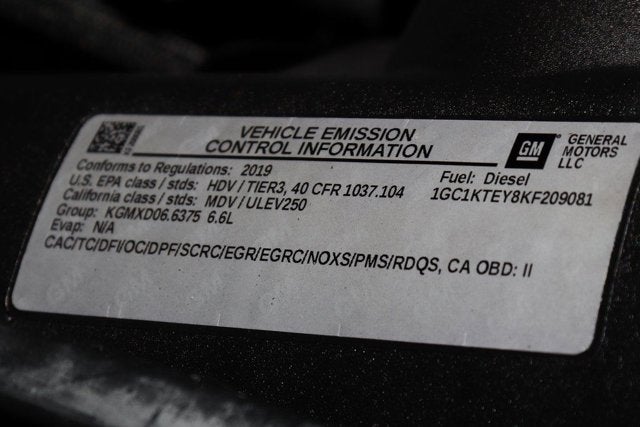 VEHICLE EMISSION
CONTROL INFORMATION
GM
GENERAL
MOTORS
LLC
Conforms to Regulations: 2019
Fuel: Diesel
U.S. EPA class / stds: HDV / TIER3, 40 CFR 1037.104
1GC1KTEY8KF209081
California class / stds: MDV / ULEV250
Group: KGMXD06.6375 6.6L
Evap: N/A
CAC/TC/DFI/OC/DPF/SCRC/EGR/EGRC/NOXS/PMS/RDQS, CA OBD: II